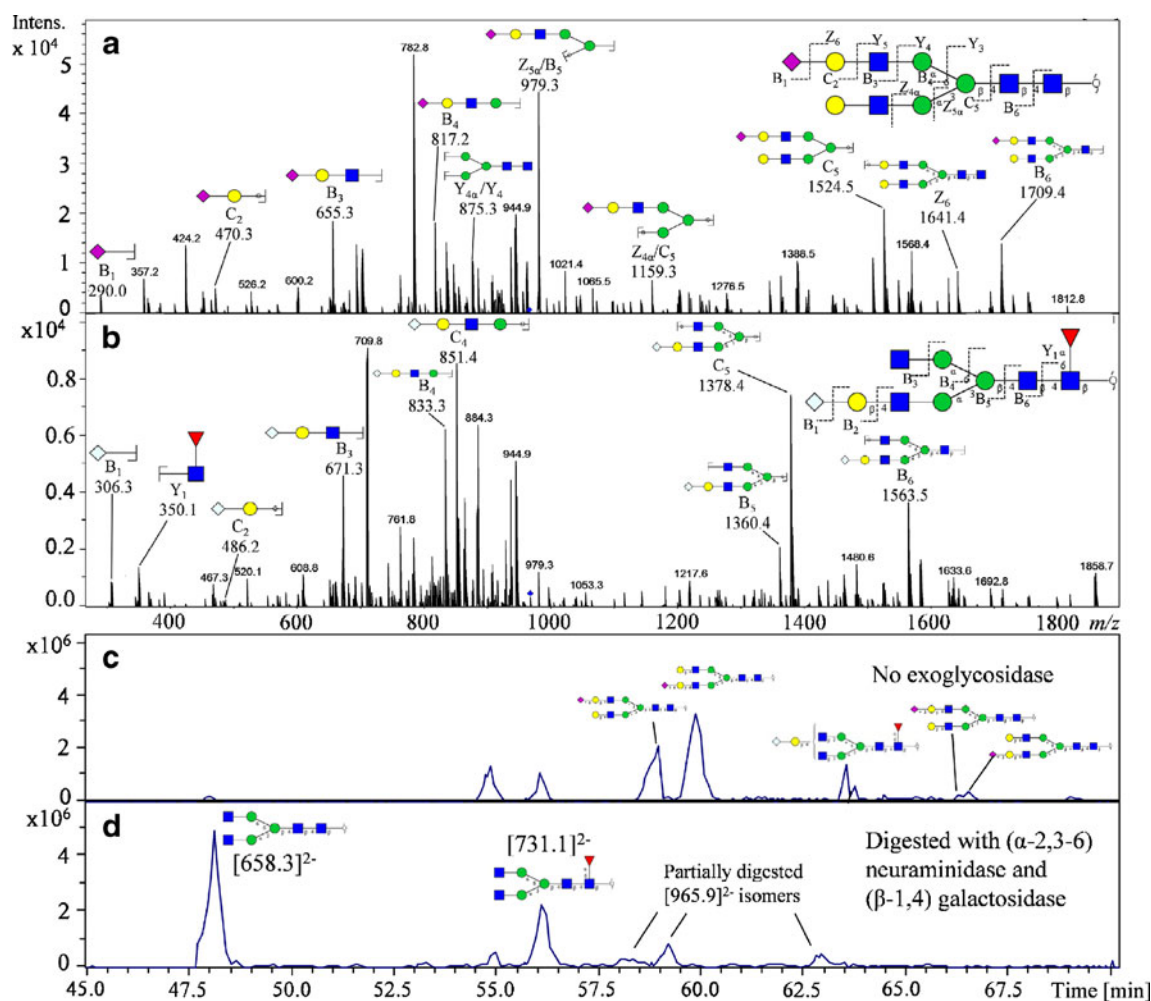 Intens.
x 10⁴
a
5
4
3
2
1
0
B₁
290.0
357.2
424.2
C₂
470.3
526.2
600.2
B₃
655.3
782.8
B₄
817.2
Y₄α/Y₄
875.3
944.9
Z₅α/B₅
979.3
1021.4
1065.5
Z₄α/C₅
1159.3
1276.5
1388.5
C₅
1524.5
1568.4
Z₆
1641.4
B₆
1709.4
1812.8
Z₆
Y₅
Y₄
Y₃
B₁
C₂
B₃
B₄
C₅
B₆
Z₄α
Z₅α
x 10⁴
b
0.8
0.6
0.4
0.2
0.0
B₁
306.3
Y₁
350.1
C₂
486.2
467.3
520.1
608.8
B₃
671.3
709.8
761.8
B₄
833.3
C₄
851.4
884.3
944.9
979.3
1053.3
1217.6
B₅
1360.4
C₅
1378.4
1480.6
B₆
1563.5
1633.6
1692.8
1858.7
B₃
B₄
B₅
B₆
Y₁
B₁
B₂
400
600
800
1000
1200
1400
1600
1800
m/z
x10⁶
c
No exoglycosidase
4
2
0
x10⁶
d
[658.3]²⁻
[731.1]²⁻
Partially digested
[965.9]²⁻ isomers
Digested with (α-2,3-6)
neuraminidase and
(β-1,4) galactosidase
4
2
0
45.0
47.5
50.0
52.5
55.0
57.5
60.0
62.5
65.0
67.5
Time [min]